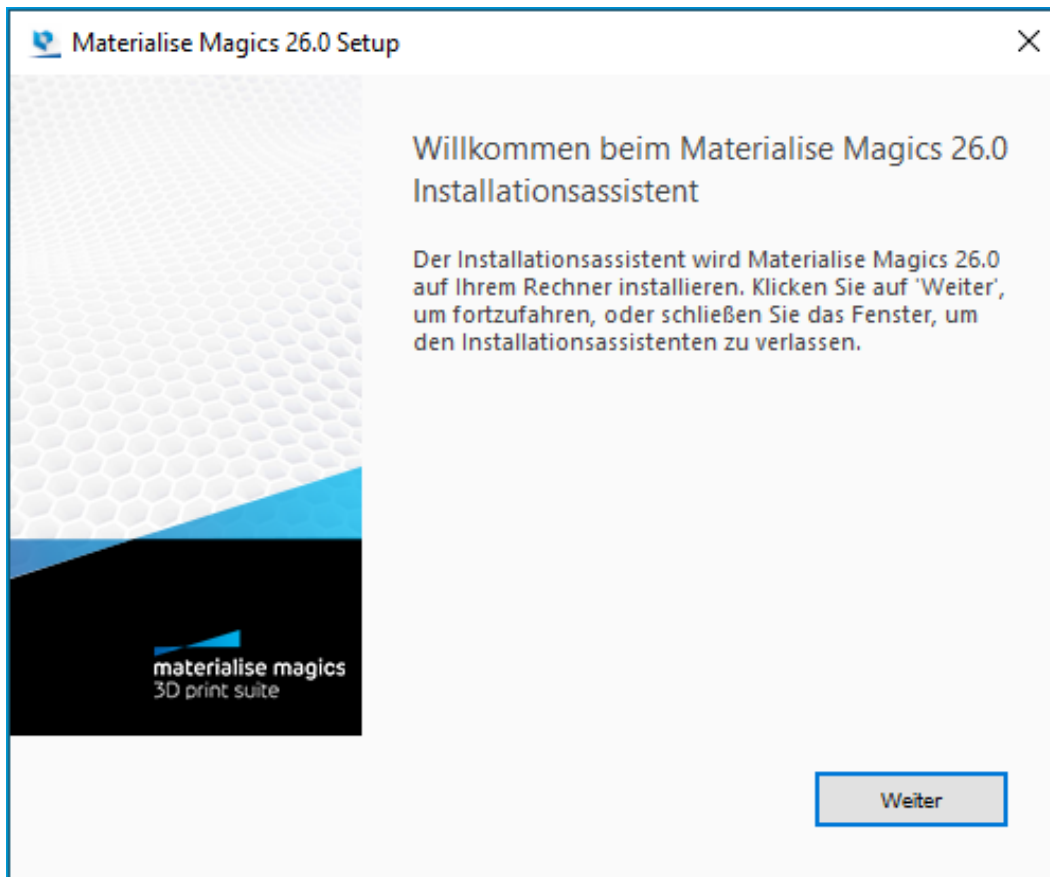 Materialise Magics 26.0 Setup
Willkommen beim Materialise Magics 26.0
Installationsassistent
Der Installationsassistent wird Materialise Magics 26.0
auf Ihrem Rechner installieren. Klicken Sie auf 'Weiter',
um fortzufahren, oder schließen Sie das Fenster, um
den Installationsassistenten zu verlassen.
materialise magics
3D print suite
Weiter